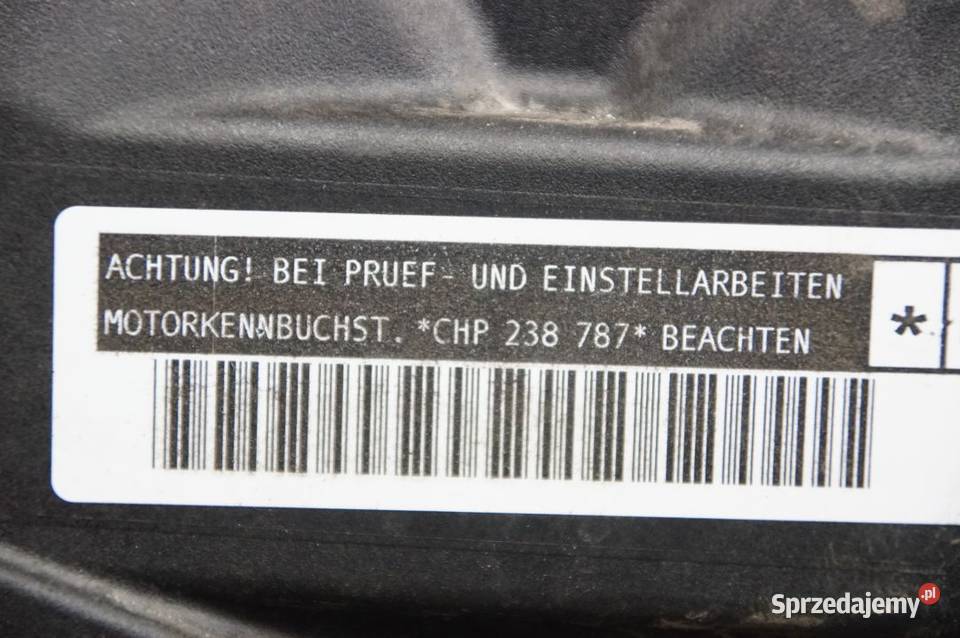 ACHTUNG! BEI PRUEF- UND EINSTELLARBEITEN
MOTORKENNBUCHST. *CHP 238 787* BEACHTEN
*
Sprzedajemy.pl